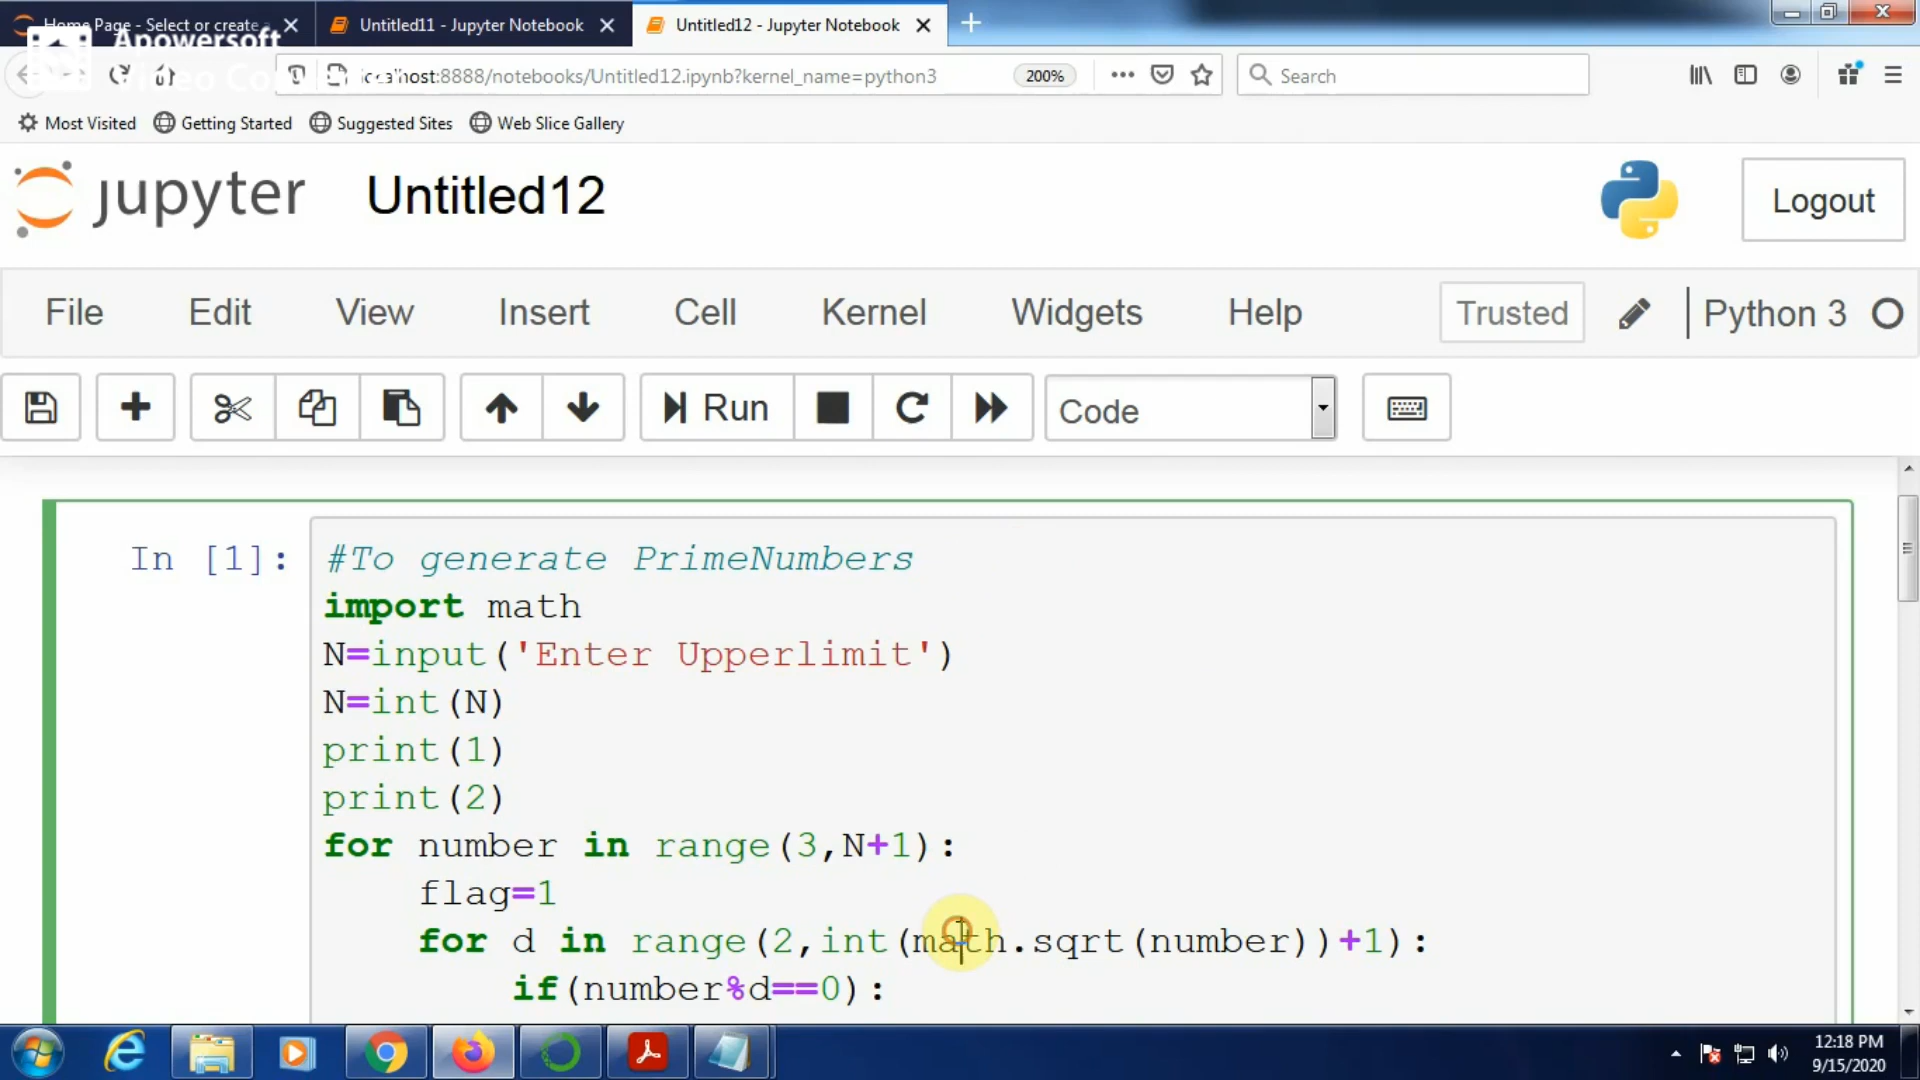 Home Page - Select or create a
Untitled11 - Jupyter Notebook
Untitled12 - Jupyter Notebook
Apowersoft
Video Converter
localhost:8888/notebooks/Untitled12.ipynb?kernel_name=python3
200%
Search
Most Visited
Getting Started
Suggested Sites
Web Slice Gallery
jupyter
Untitled12
Logout
File Edit View Insert Cell Kernel Widgets Help
Trusted
Python 3
Run
Code
In [1]:
#To generate PrimeNumbers
import math
N=input('Enter Upperlimit')
N=int(N)
print(1)
print(2)
for number in range(3,N+1):
flag=1
for d in range(2,int(math.sqrt(number))+1):
if(number%d==0):
12:18 PM
9/15/2020